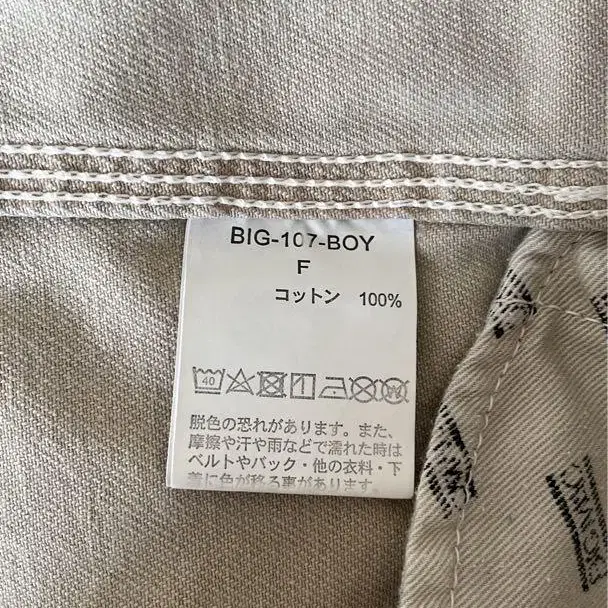 BIG-107-BOY
F
コットン 100%
40
脱色の恐れがあります。また、
摩擦や汗や雨などで濡れた時は
ベルトやバック・他の衣料・下
着に色が移る事があります。